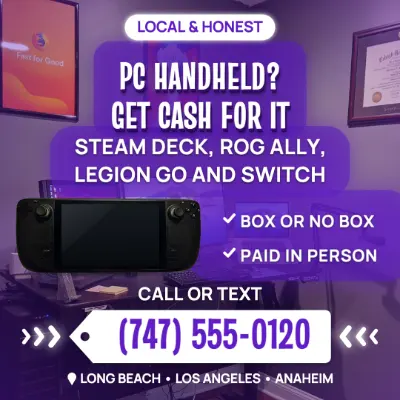 LOCAL & HONEST
PC HANDHELD?
GET CASH FOR IT
STEAM DECK, ROG ALLY,
LEGION GO AND SWITCH
BOX OR NO BOX
PAID IN PERSON
CALL OR TEXT
(747) 555-0120
LONG BEACH • LOS ANGELES • ANAHEIM